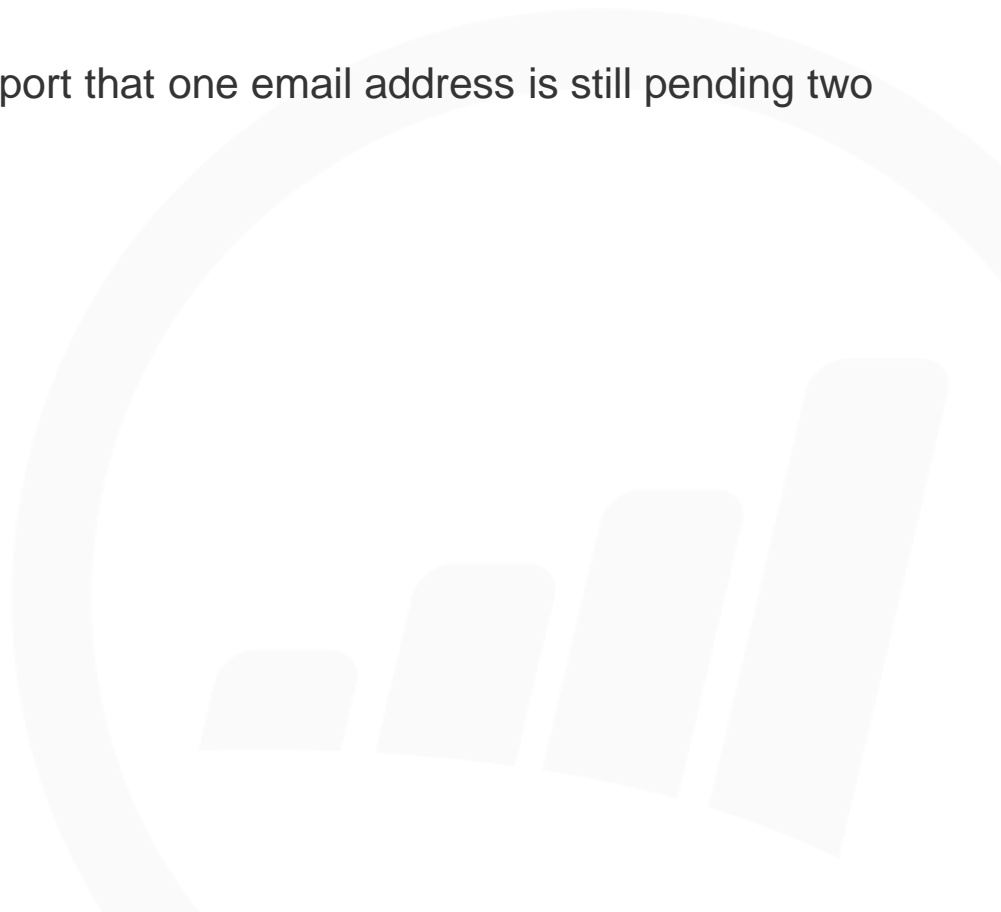 port that one email address is still pending two